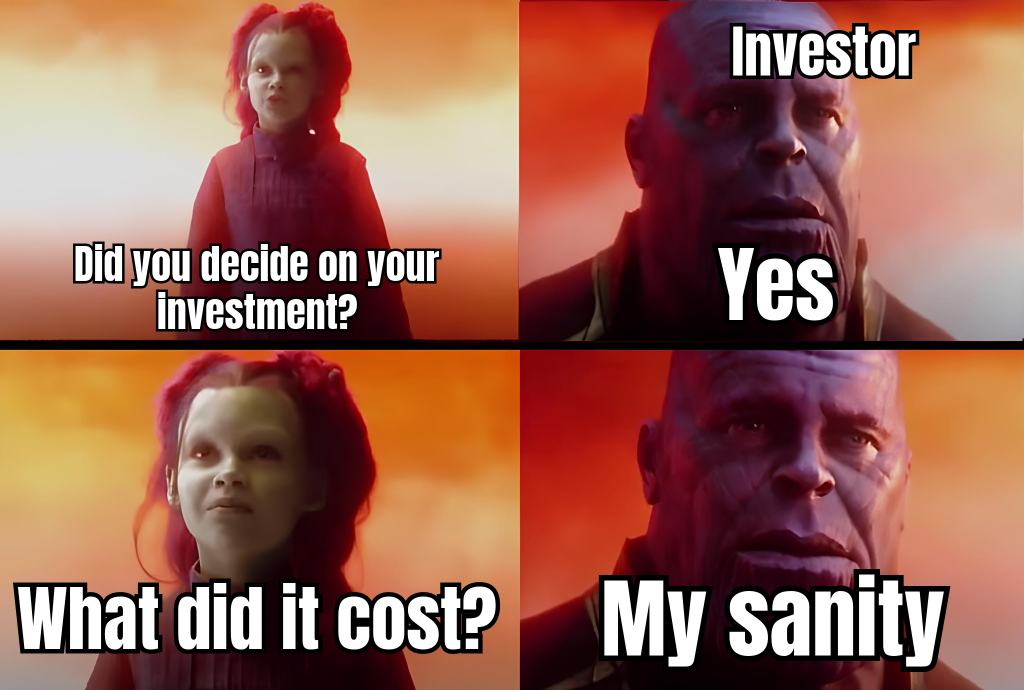 Did you decide on your
investment?
Investor
Yes
What did it cost?
My sanity